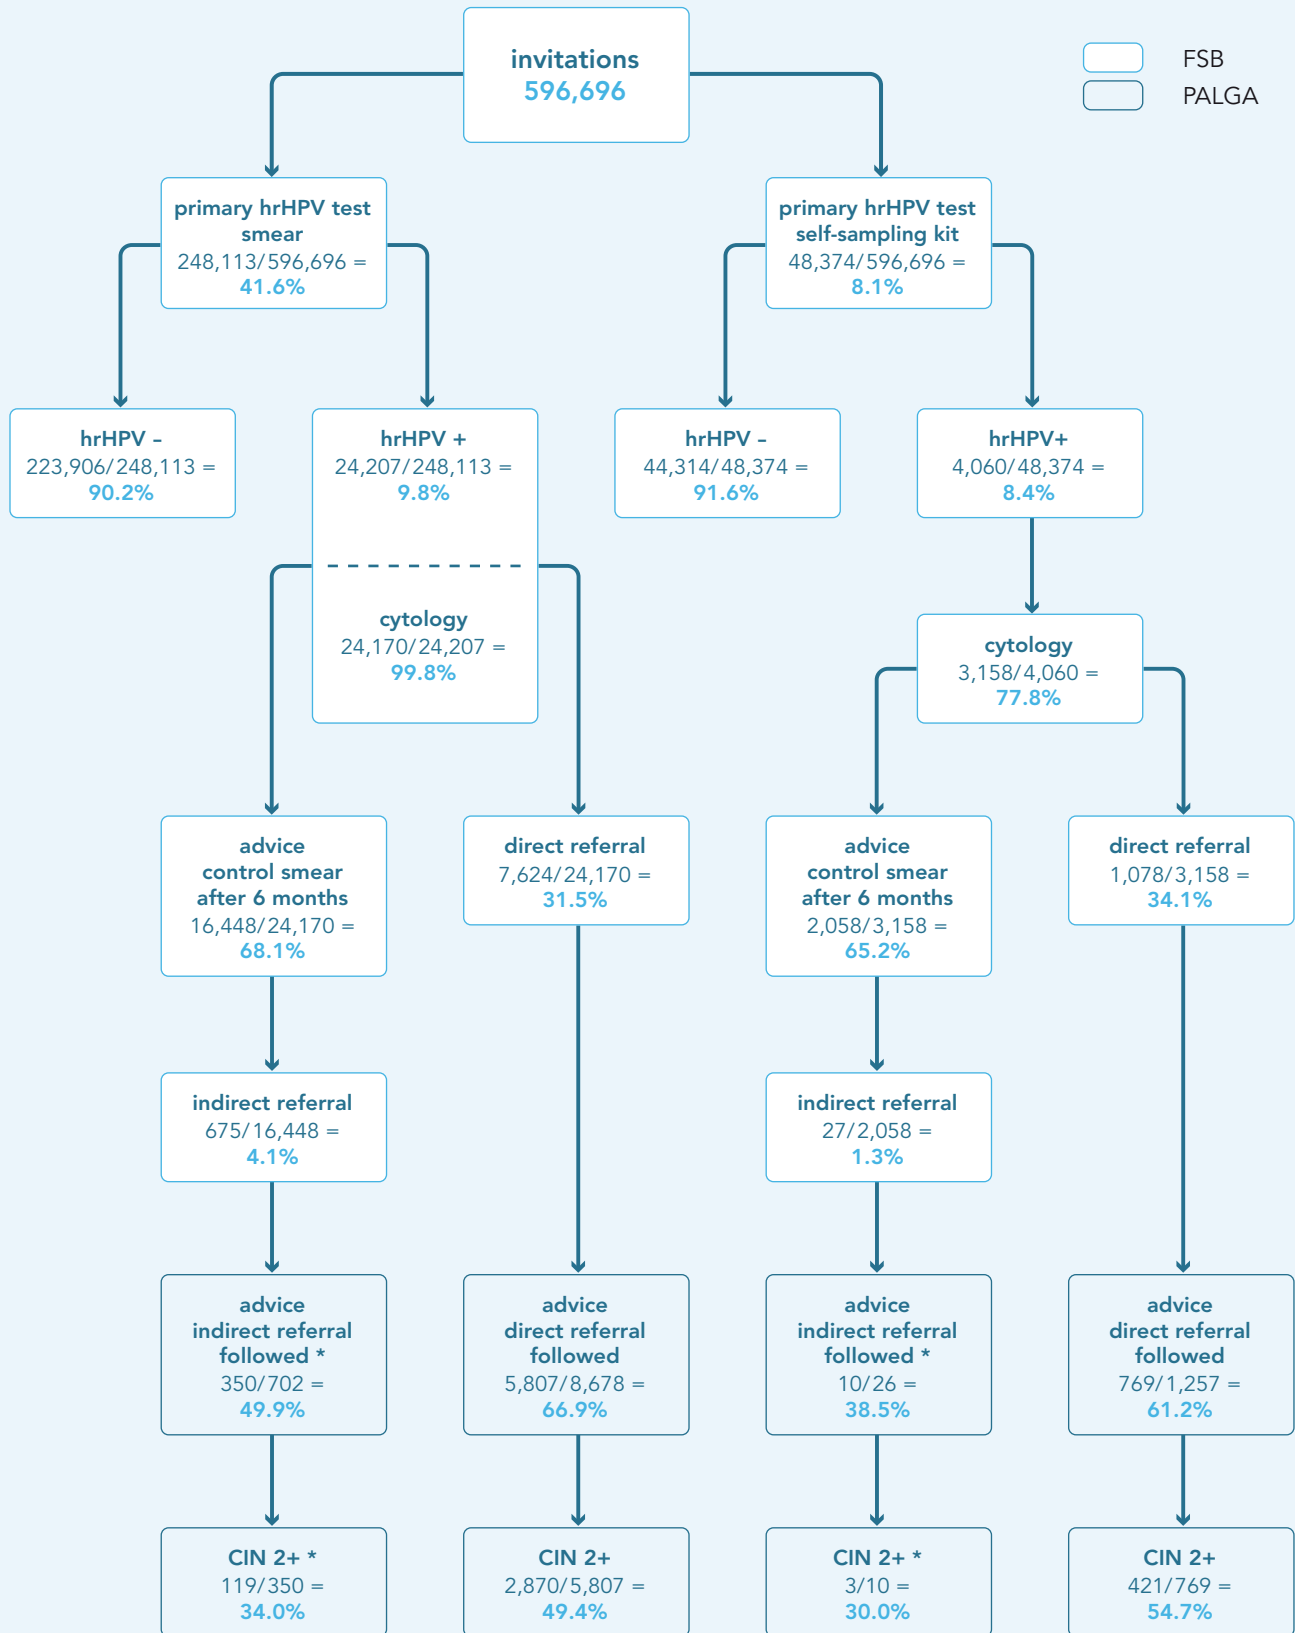 invitations
596,696
FSB
PALGA
primary hrHPV test
smear
248,113/596,696 =
41.6%
primary hrHPV test
self-sampling kit
48,374/596,696 =
8.1%
hrHPV –
223,906/248,113 =
90.2%
hrHPV +
24,207/248,113 =
9.8%
hrHPV –
44,314/48,374 =
91.6%
hrHPV+
4,060/48,374 =
8.4%
cytology
24,170/24,207 =
99.8%
cytology
3,158/4,060 =
77.8%
advice
control smear
after 6 months
16,448/24,170 =
68.1%
direct referral
7,624/24,170 =
31.5%
advice
control smear
after 6 months
2,058/3,158 =
65.2%
direct referral
1,078/3,158 =
34.1%
indirect referral
675/16,448 =
4.1%
indirect referral
27/2,058 =
1.3%
advice
indirect referral
followed *
350/702 =
49.9%
advice
direct referral
followed
5,807/8,678 =
66.9%
advice
indirect referral
followed *
10/26 =
38.5%
advice
direct referral
followed
769/1,257 =
61.2%
CIN 2+ *
119/350 =
34.0%
CIN 2+
2,870/5,807 =
49.4%
CIN 2+ *
3/10 =
30.0%
CIN 2+
421/769 =
54.7%